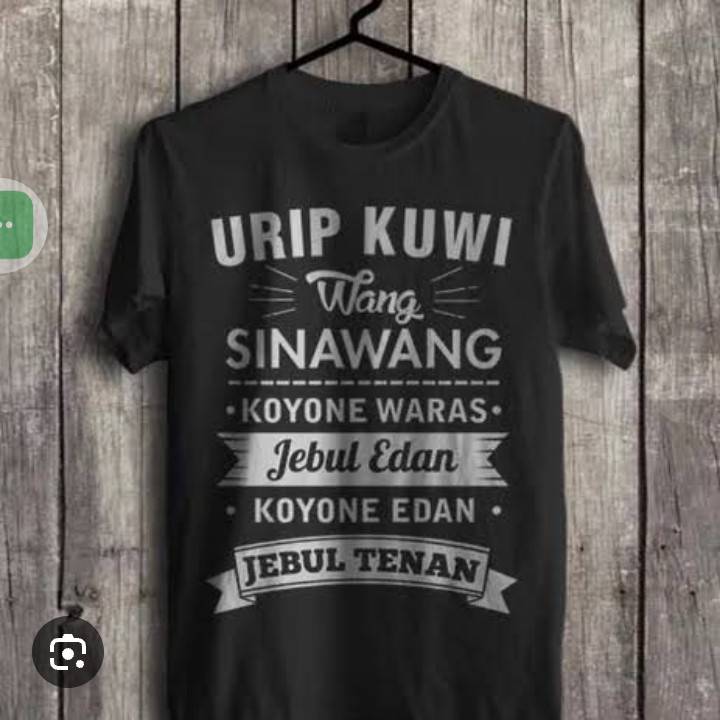 URIP KUWI
Wang
SINAWANG
•KOYONE WARAS•
Jebul Edan
• KOYONE EDAN •
JEBUL TENAN